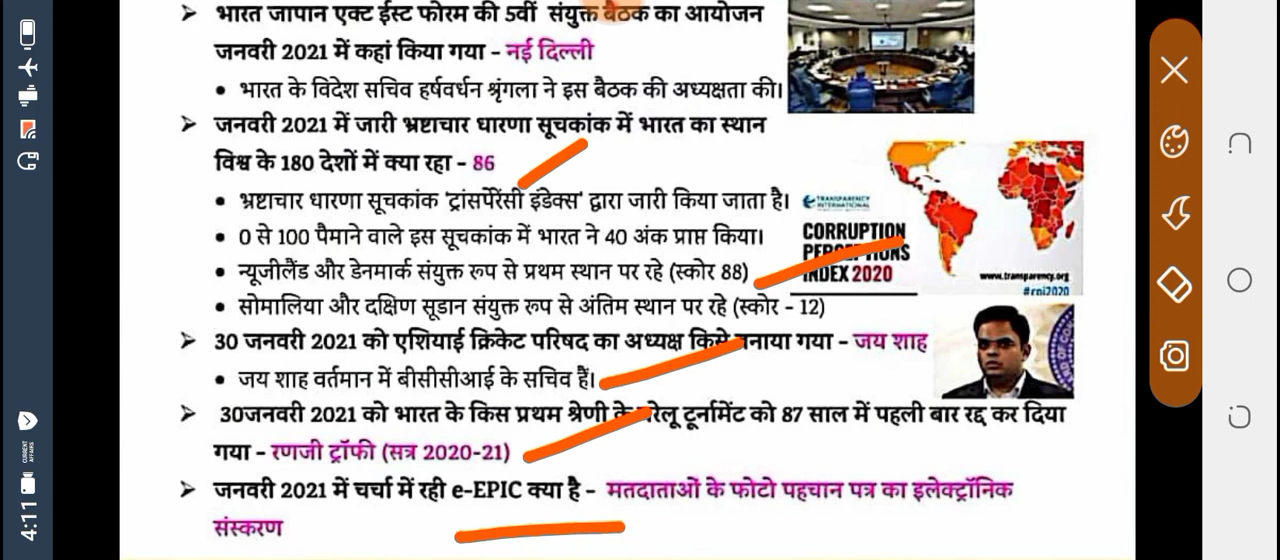 ➤ भारत जापान एक्ट ईस्ट फोरम की 5वीं संयुक्त बैठक का आयोजन
जनवरी 2021 में कहां किया गया - नई दिल्ली
• भारत के विदेश सचिव हर्षवर्धन श्रृंगला ने इस बैठक की अध्यक्षता की।
➤ जनवरी 2021 में जारी भ्रष्टाचार धारणा सूचकांक में भारत का स्थान
विश्व के 180 देशों में क्या रहा - 86
• भ्रष्टाचार धारणा सूचकांक 'ट्रांसपेरेंसी इंडेक्स' द्वारा जारी किया जाता है।
• 0 से 100 पैमाने वाले इस सूचकांक में भारत ने 40 अंक प्राप्त किया।
• न्यूजीलैंड और डेनमार्क संयुक्त रूप से प्रथम स्थान पर रहे (स्कोर 88)
• सोमालिया और दक्षिण सूडान संयुक्त रूप से अंतिम स्थान पर रहे (स्कोर - 12)
TRANSPARENCY
INTERNATIONAL
CORRUPTION
PERCEPTIONS
INDEX 2020
www.transparency.org
#cpi2020
➤ 30 जनवरी 2021 को एशियाई क्रिकेट परिषद का अध्यक्ष किसे बनाया गया - जय शाह
• जय शाह वर्तमान में बीसीसीआई के सचिव हैं।
➤ 30जनवरी 2021 को भारत के किस प्रथम श्रेणी के घरेलू टूर्नामेंट को 87 साल में पहली बार रद्द कर दिया
गया - रणजी ट्रॉफी (सत्र 2020-21)
➤ जनवरी 2021 में चर्चा में रही e-EPIC क्या है - मतदाताओं के फोटो पहचान पत्र का इलेक्ट्रॉनिक
संस्करण
4:11
CURRENT
AFFAIRS